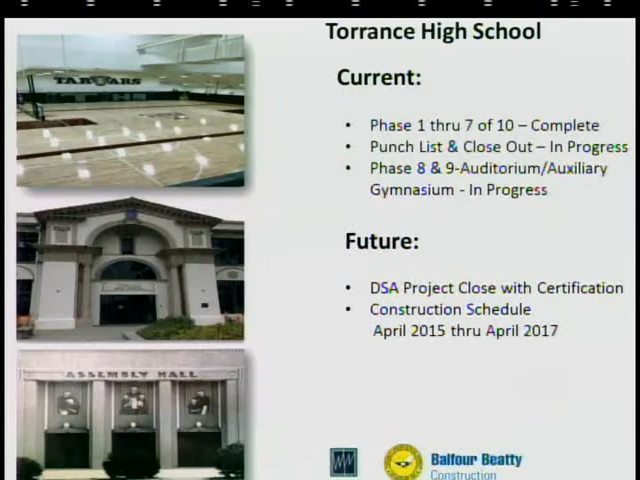 Torrance High School
Current:
• Phase 1 thru 7 of 10 – Complete
• Punch List & Close Out – In Progress
• Phase 8 & 9-Auditorium/Auxiliary
Gymnasium - In Progress
Future:
• DSA Project Close with Certification
• Construction Schedule
April 2015 thru April 2017
TARTARS
ASSEMBLY HALL
Balfour Beatty
Construction